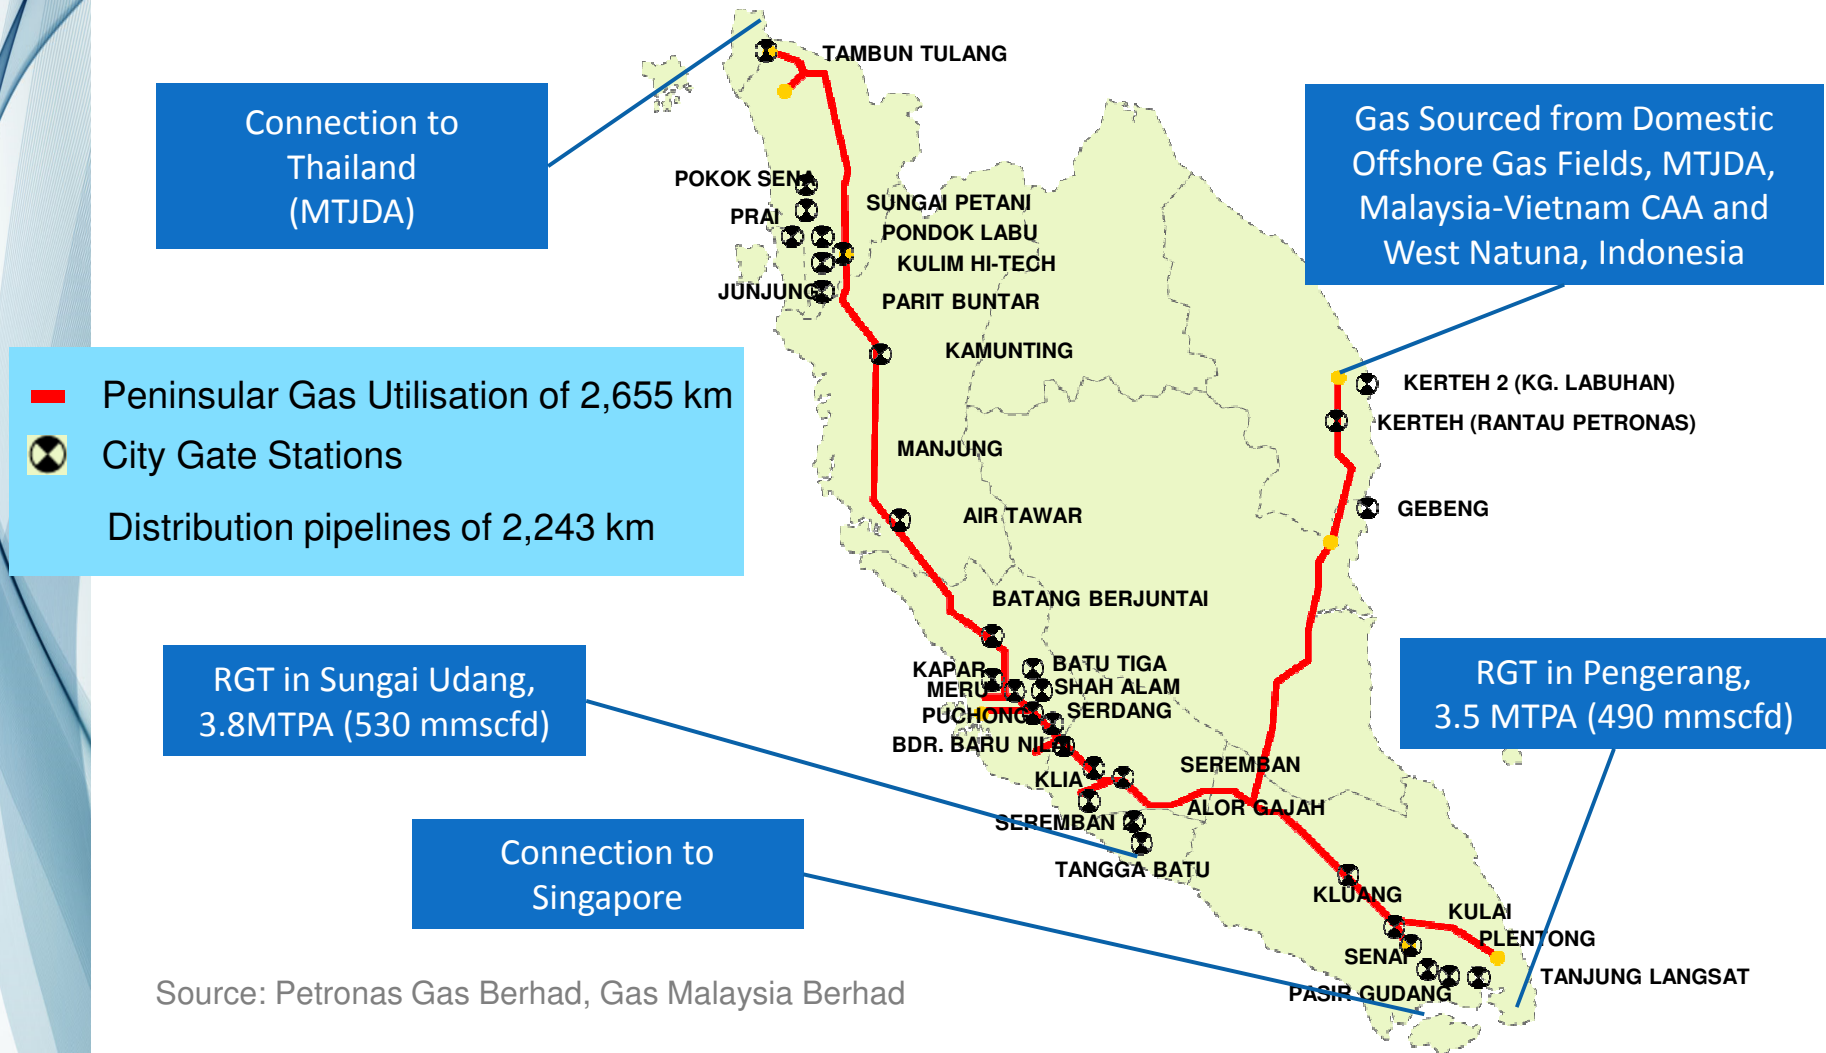 TAMBUN TULANG
Connection to
Thailand
(MTJDA)
Gas Sourced from Domestic
Offshore Gas Fields, MTJDA,
Malaysia-Vietnam CAA and
West Natuna, Indonesia
POKOK SENA
SUNGAI PETANI
PRAI
PONDOK LABU
KULIM HI-TECH
JUNJUNG
PARIT BUNTAR
KAMUNTING
Peninsular Gas Utilisation of 2,655 km
City Gate Stations
Distribution pipelines of 2,243 km
KERTEH 2 (KG. LABUHAN)
KERTEH (RANTAU PETRONAS)
MANJUNG
GEBENG
AIR TAWAR
BATANG BERJUNTAI
RGT in Sungai Udang,
3.8MTPA (530 mmscfd)
KAPAR
BATU TIGA
MERU
SHAH ALAM
PUCHONG
SERDANG
BDR. BARU NILAI
RGT in Pengerang,
3.5 MTPA (490 mmscfd)
KLIA
SEREMBAN
ALOR GAJAH
SEREMBAN
TANGGA BATU
Connection to
Singapore
KLUANG
KULAI
PLENTONG
SENAI
TANJUNG LANGSAT
PASIR GUDANG
Source: Petronas Gas Berhad, Gas Malaysia Berhad